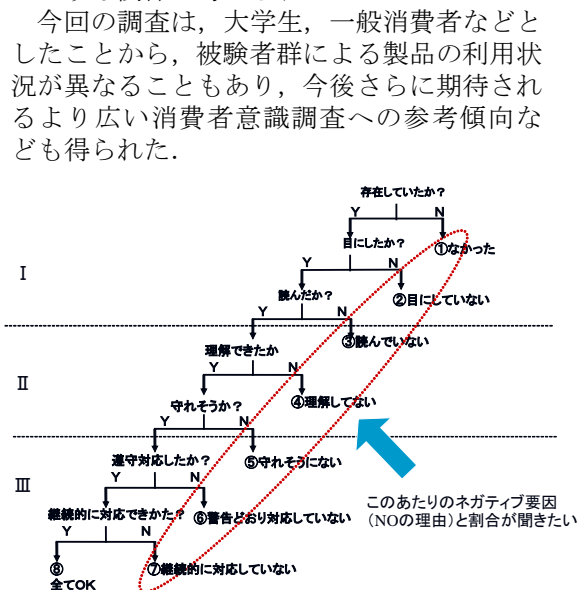 今回の調査は，大学生，一般消費者などと
したことから，被験者群による製品の利用状
況が異なることもあり，今後さらに期待され
るより広い消費者意識調査への参考傾向な
ども得られた．
存在していたか？
Y N
目にしたか？ ①なかった
Ⅰ
Y N
読んだか？ ②目にしていない
Y N
理解できたか ③読んでいない
Y N
Ⅱ
守れそうか？ ④理解してない
Y N
遵守対応したか？ ⑤守れそうにない
Y N
Ⅲ
継続的に対応できかた？ ⑥警告どおり対応していない
Y N
⑧ ⑦継続的に対応していない
全てOK
このあたりのネガティブ要因
（NOの理由）と割合が聞きたい